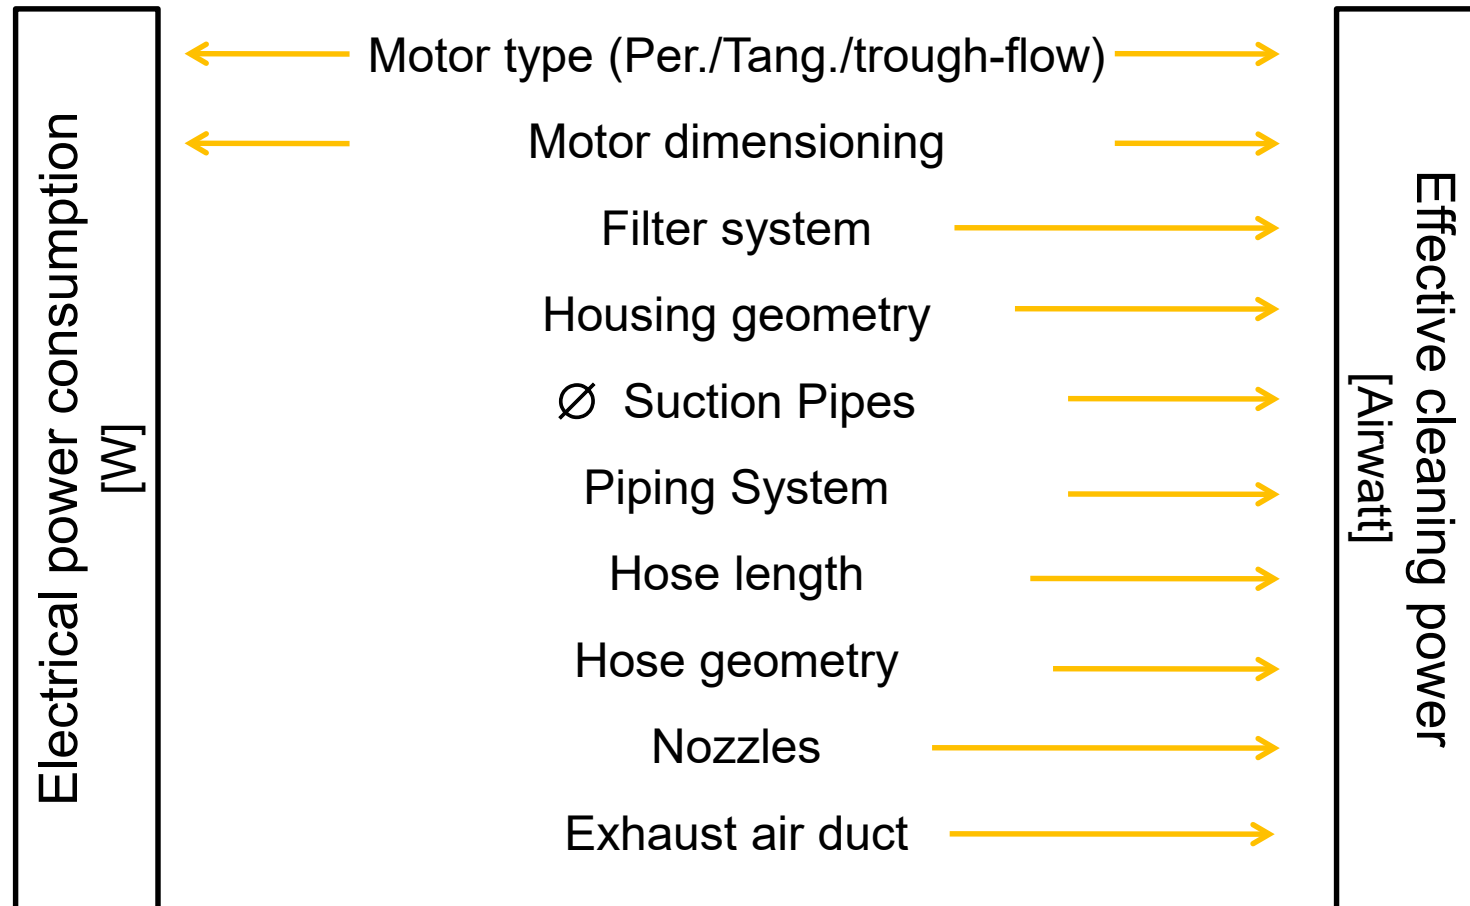 Electrical power consumption
[W]
Motor type (Per./Tang./trough-flow)
Motor dimensioning
Filter system
Housing geometry
∅ Suction Pipes
Piping System
Hose length
Hose geometry
Nozzles
Exhaust air duct
Effective cleaning power
[Airwatt]